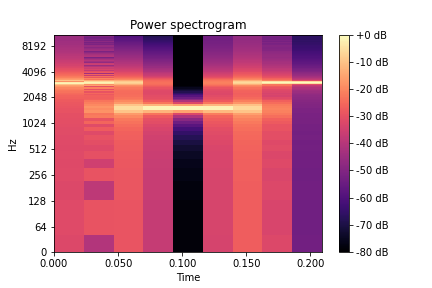 Power spectrogram
Hz
8192
4096
2048
1024
512
256
128
64
0
0.000 0.050 0.100 0.150 0.200
Time
+0 dB
-10 dB
-20 dB
-30 dB
-40 dB
-50 dB
-60 dB
-70 dB
-80 dB